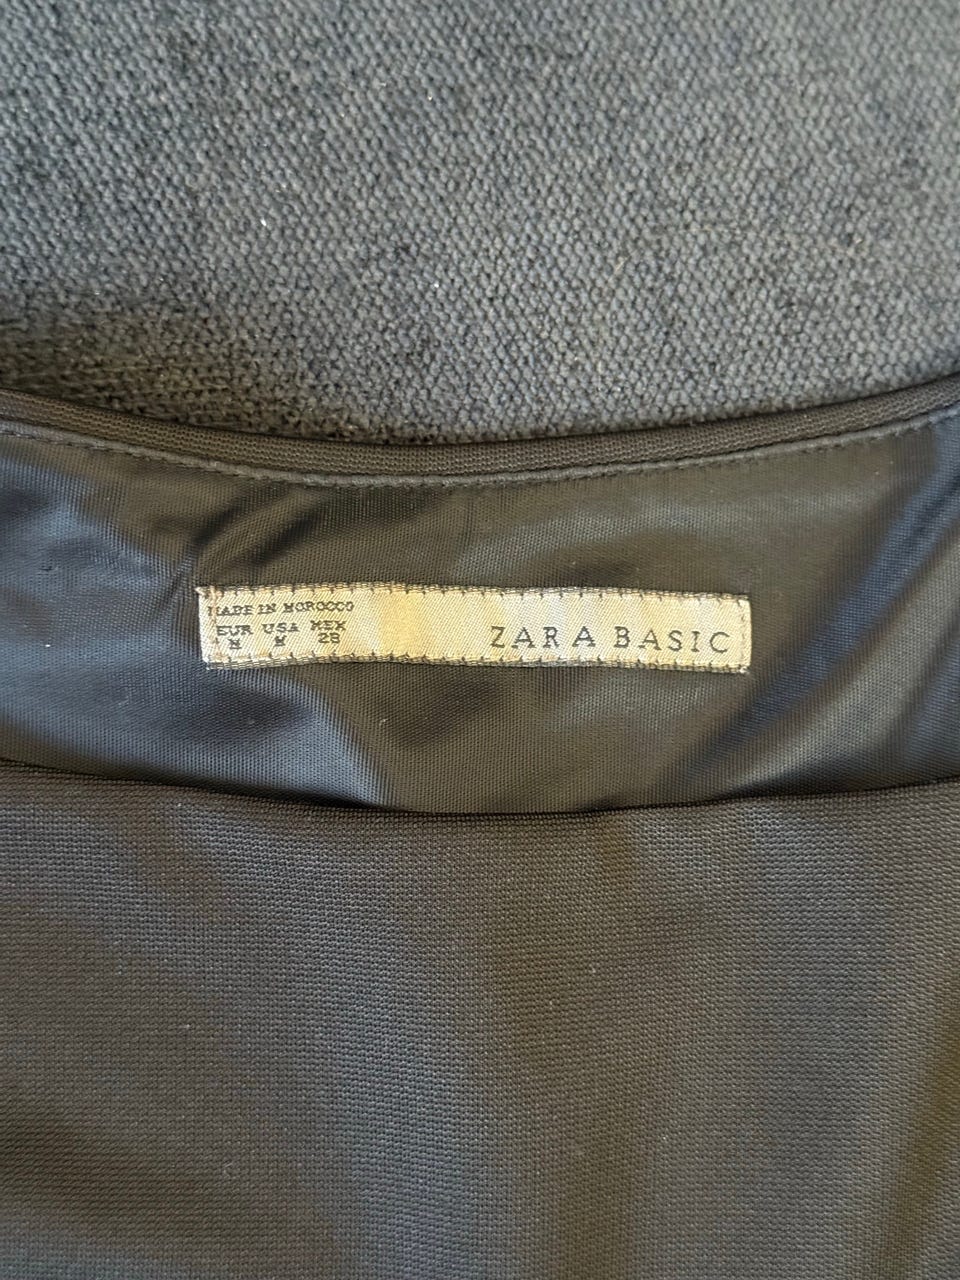 MADE IN MOROCCO
EUR USA MEX
M M 28
ZARA BASIC